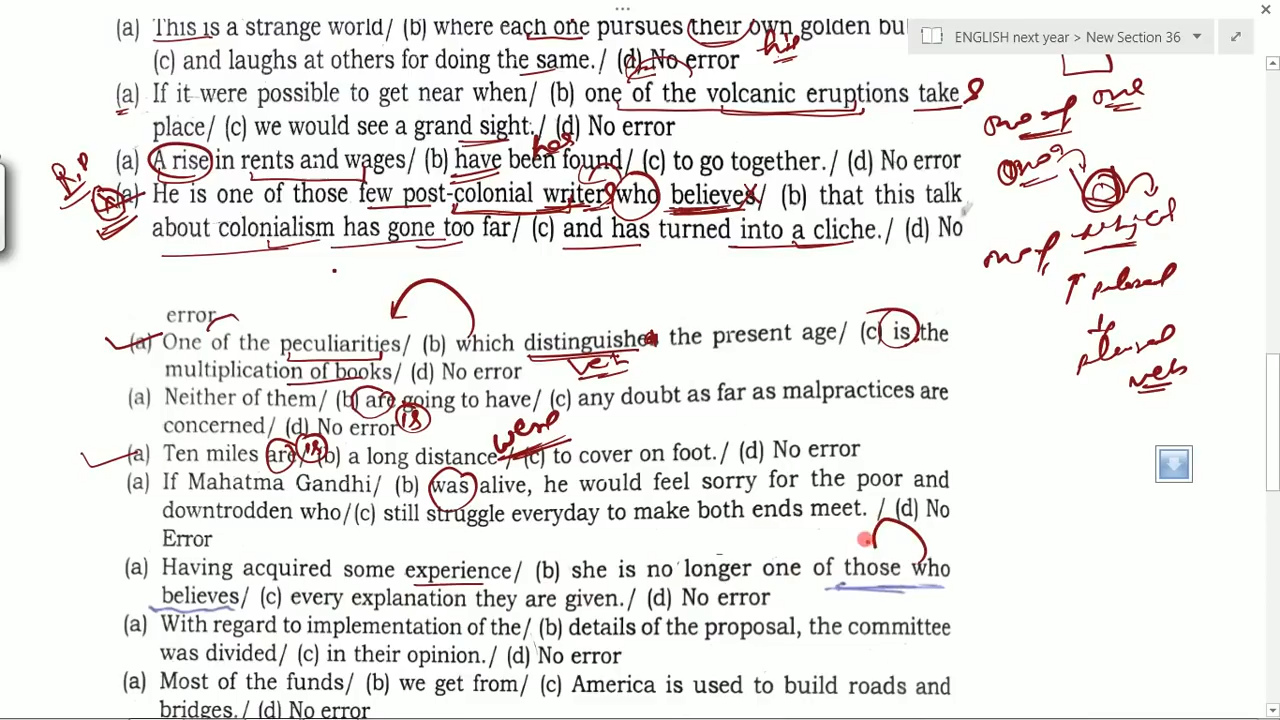 (a) This is a strange world/ (b) where each one pursues their own golden bu
ENGLISH next year > New Section 36
(c) and laughs at others for doing the same./ (d) No error
(a) If it were possible to get near when/ (b) one of the volcanic eruptions take
one
place/ (c) we would see a grand sight./ (d) No error
has
(a) A rise in rents and wages/ (b) have been found/ (c) to go together./ (d) No error
R.P
(a) He is one of those few post-colonial writers who believes/ (b) that this talk
about colonialism has gone too far/ (c) and has turned into a cliche./ (d) No
error
(a) One of the peculiarities/ (b) which distinguishes the present age/ (c) is the
multiplication of books/ (d) No error
(a) Neither of them/ (b) are going to have/ (c) any doubt as far as malpractices are
concerned/ (d) No error
is
were
(a) Ten miles are/ (b) a long distance / (c) to cover on foot./ (d) No error
is
(a) If Mahatma Gandhi/ (b) was alive, he would feel sorry for the poor and
downtrodden who/(c) still struggle everyday to make both ends meet. / (d) No
Error
(a) Having acquired some experience/ (b) she is no longer one of those who
believes/ (c) every explanation they are given./ (d) No error
(a) With regard to implementation of the/ (b) details of the proposal, the committee
was divided/ (c) in their opinion./ (d) No error
(a) Most of the funds/ (b) we get from/ (c) America is used to build roads and
bridges./ (d) No error